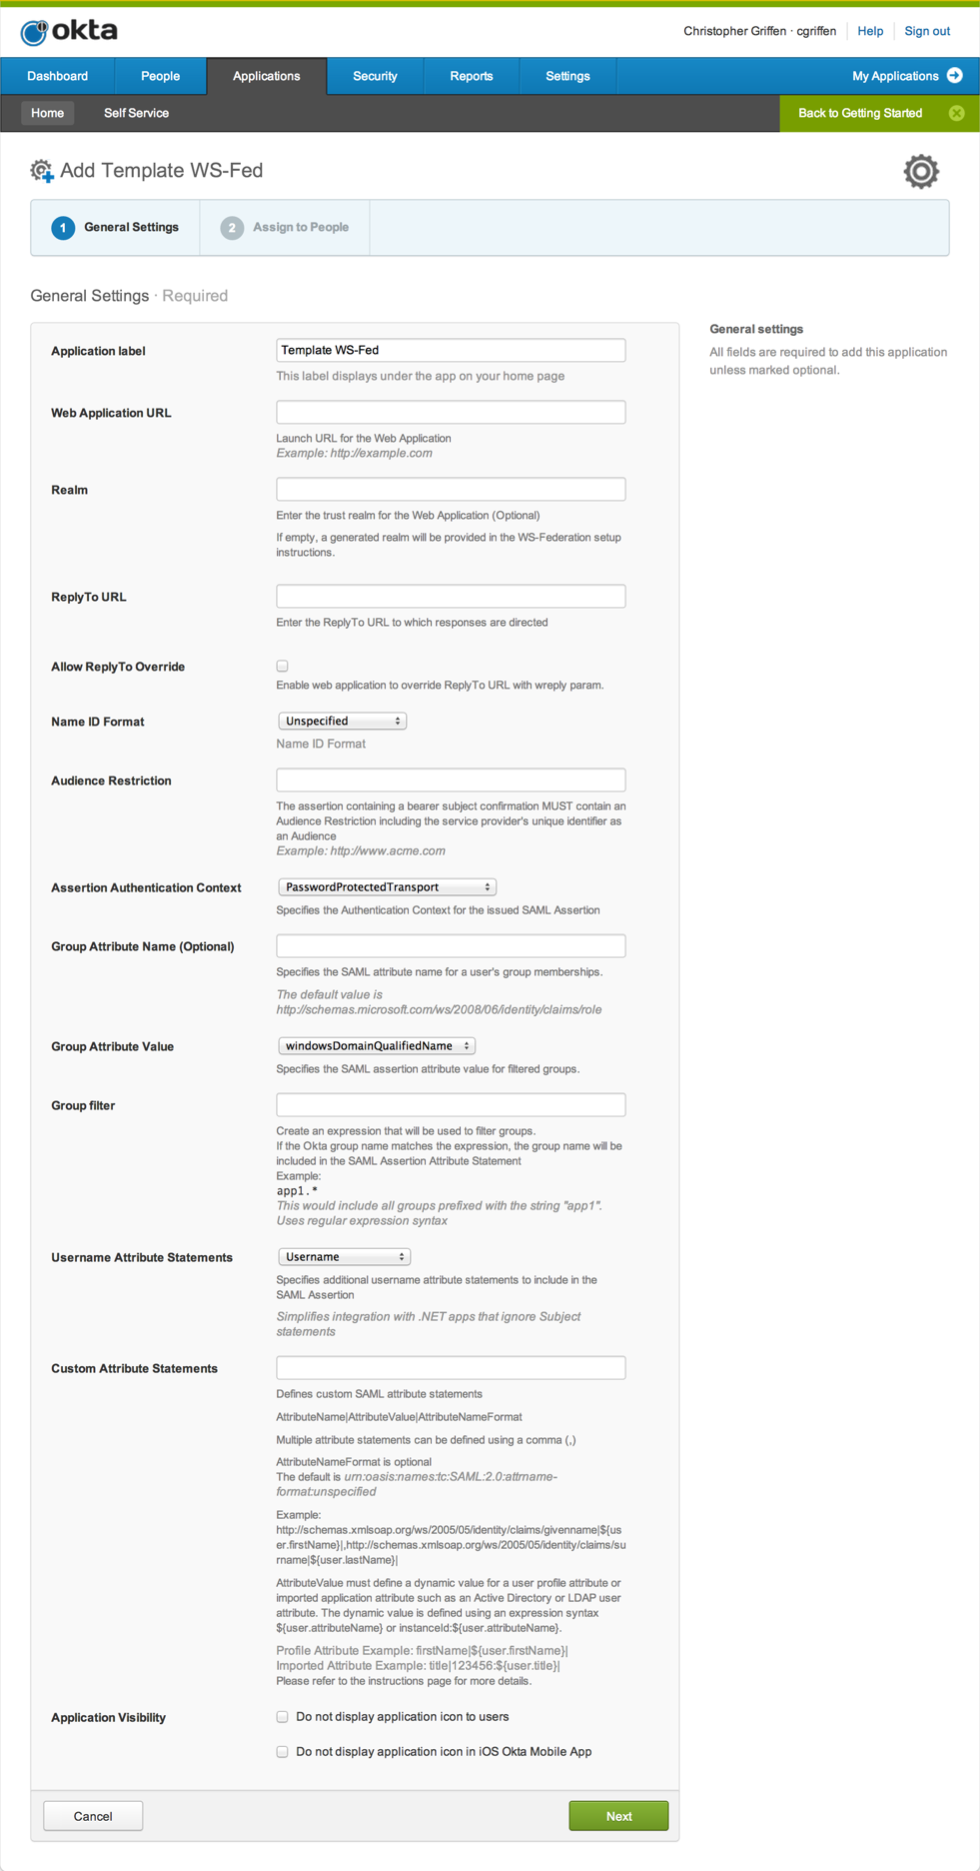 okta
Christopher Griffen · cgriffen
Help
Sign out
Dashboard
People
Applications
Security
Reports
Settings
My Applications
Home
Self Service
Back to Getting Started
Add Template WS-Fed
1 General Settings
2 Assign to People
General Settings · Required
General settings
All fields are required to add this application
unless marked optional.
Application label
Template WS-Fed
This label displays under the app on your home page
Web Application URL
Launch URL for the Web Application
Example: http://example.com
Realm
Enter the trust realm for the Web Application (Optional)
If empty, a generated realm will be provided in the WS-Federation setup
instructions.
ReplyTo URL
Enter the ReplyTo URL to which responses are directed
Allow ReplyTo Override
Enable web application to override ReplyTo URL with wreply param.
Name ID Format
Unspecified
Name ID Format
Audience Restriction
The assertion containing a bearer subject confirmation MUST contain an
Audience Restriction including the service provider's unique identifier as
an Audience
Example: http://www.acme.com
Assertion Authentication Context
PasswordProtectedTransport
Specifies the Authentication Context for the issued SAML Assertion
Group Attribute Name (Optional)
Specifies the SAML attribute name for a user's group memberships.
The default value is
http://schemas.microsoft.com/ws/2008/06/identity/claims/role
Group Attribute Value
windowsDomainQualifiedName
Specifies the SAML assertion attribute value for filtered groups.
Group filter
Create an expression that will be used to filter groups.
If the Okta group name matches the expression, the group name will be
included in the SAML Assertion Attribute Statement
Example:
app1.*
This would include all groups prefixed with the string "app1".
Uses regular expression syntax
Username Attribute Statements
Username
Specifies additional username attribute statements to include in the
SAML Assertion
Simplifies integration with .NET apps that ignore Subject
statements
Custom Attribute Statements
Defines custom SAML attribute statements
AttributeName|AttributeValue|AttributeNameFormat
Multiple attribute statements can be defined using a comma (,)
AttributeNameFormat is optional
The default is urn:oasis:names:tc:SAML:2.0:attrname-
format:unspecified
Example:
http://schemas.xmlsoap.org/ws/2005/05/identity/claims/givenname|${us
er.firstName}|,http://schemas.xmlsoap.org/ws/2005/05/identity/claims/su
rname|${user.lastName}|
AttributeValue must define a dynamic value for a user profile attribute or
imported application attribute such as an Active Directory or LDAP user
attribute. The dynamic value is defined using an expression syntax
${user.attributeName} or instanceId:${user.attributeName}.
Profile Attribute Example: firstName|${user.firstName}|
Imported Attribute Example: title|123456:${user.title}|
Please refer to the instructions page for more details.
Application Visibility
Do not display application icon to users
Do not display application icon in iOS Okta Mobile App
Cancel
Next